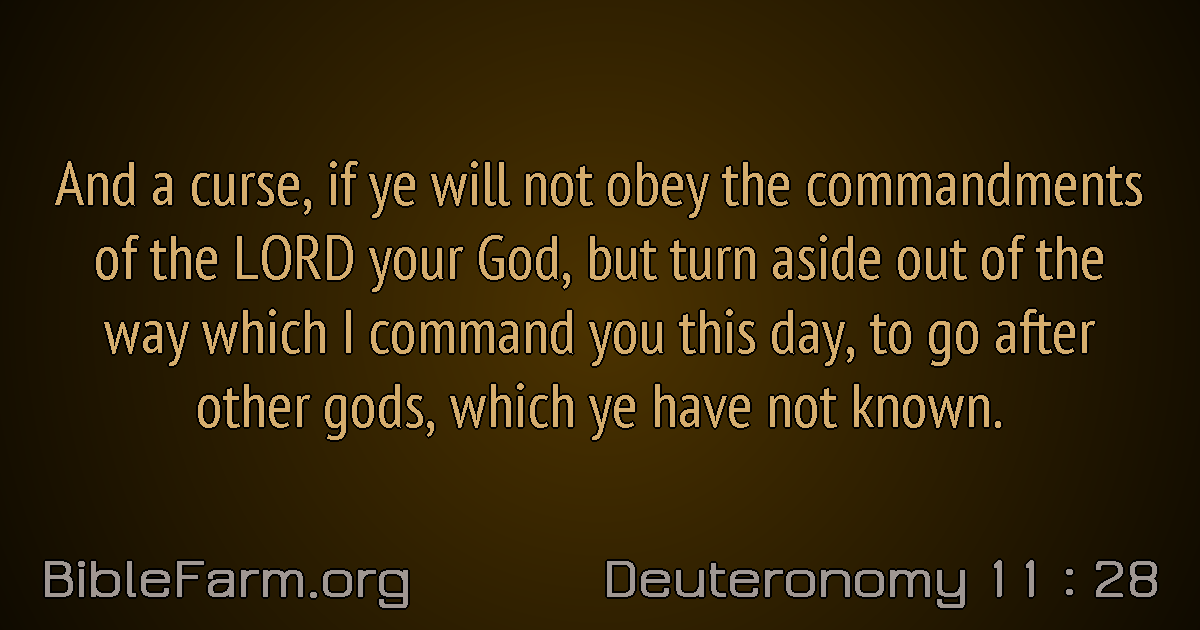 And a curse, if ye will not obey the commandments
of the LORD your God, but turn aside out of the
way which I command you this day, to go after
other gods, which ye have not known.
BibleFarm.org
Deuteronomy 11 : 28